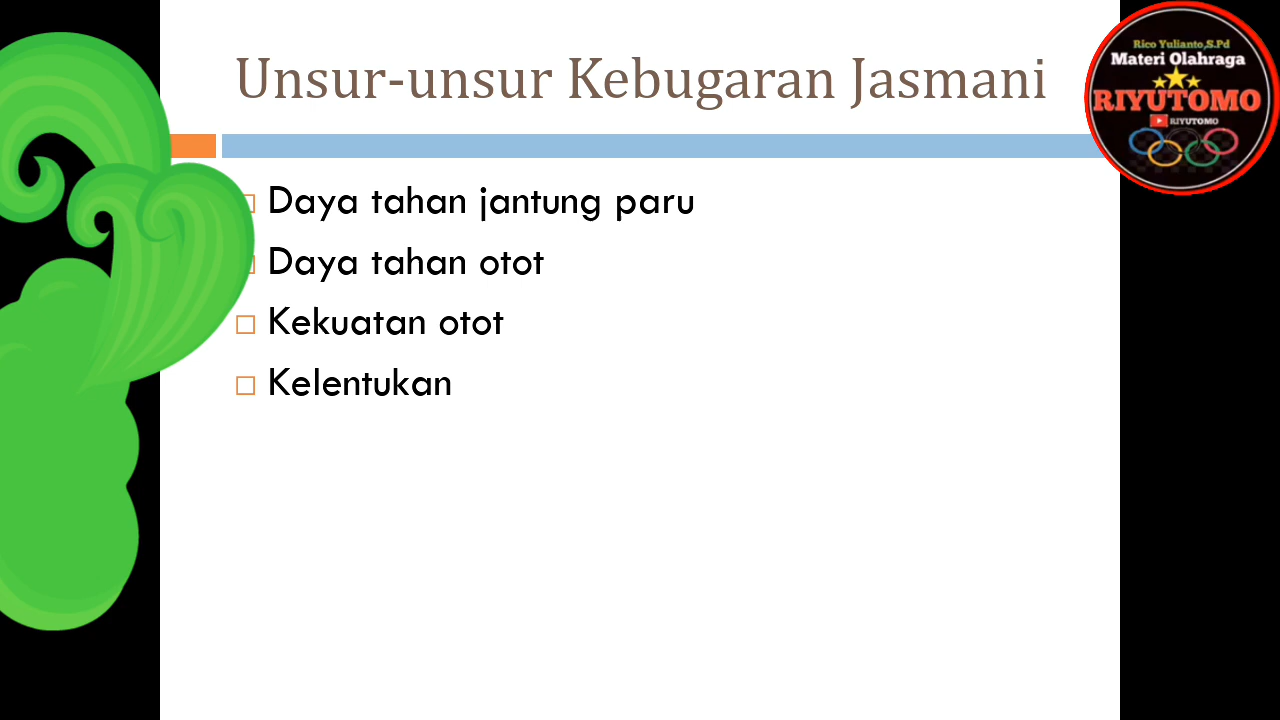 Unsur-unsur Kebugaran Jasmani
Rico Yulianto,S.Pd
Materi Olahraga
RIYUTOMO
RIYUTOMO
Daya tahan jantung paru
Daya tahan otot
Kekuatan otot
Kelentukan